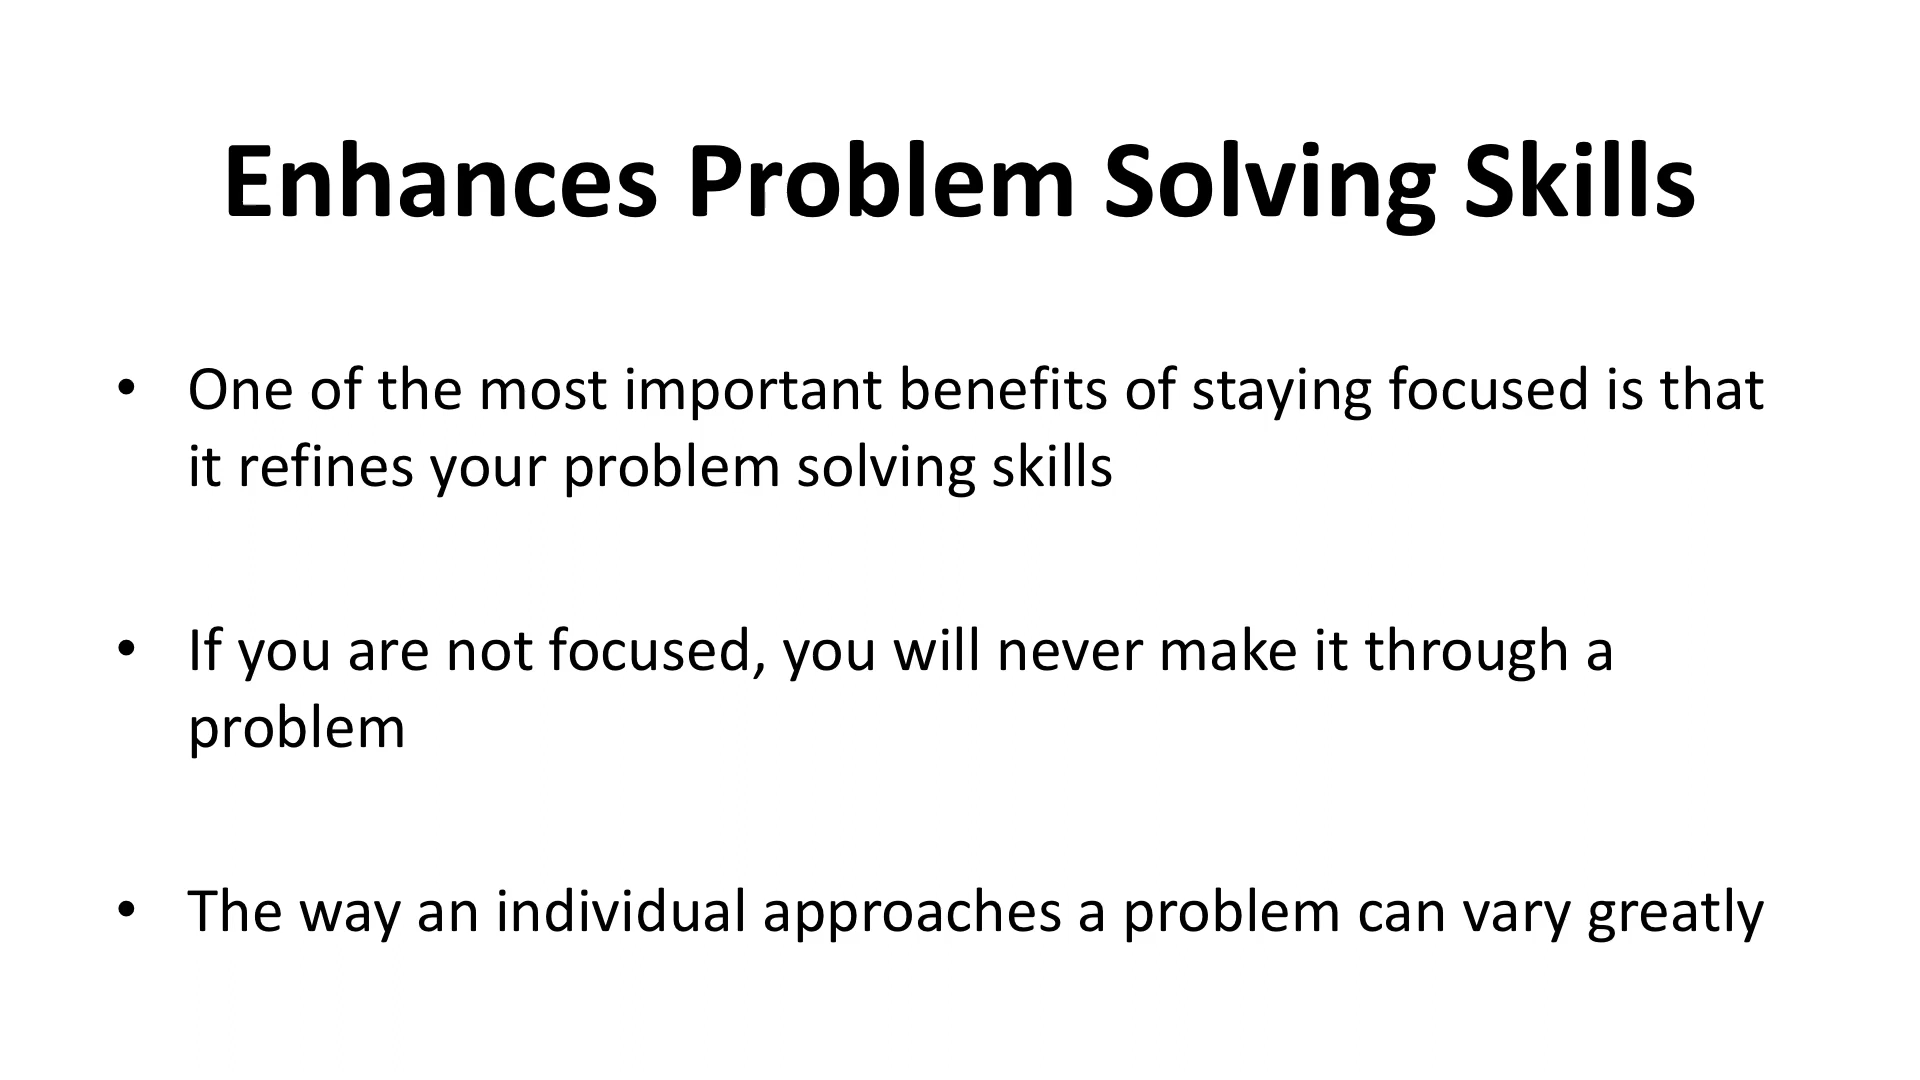 Enhances Problem Solving Skills
• One of the most important benefits of staying focused is that
it refines your problem solving skills
• If you are not focused, you will never make it through a
problem
• The way an individual approaches a problem can vary greatly